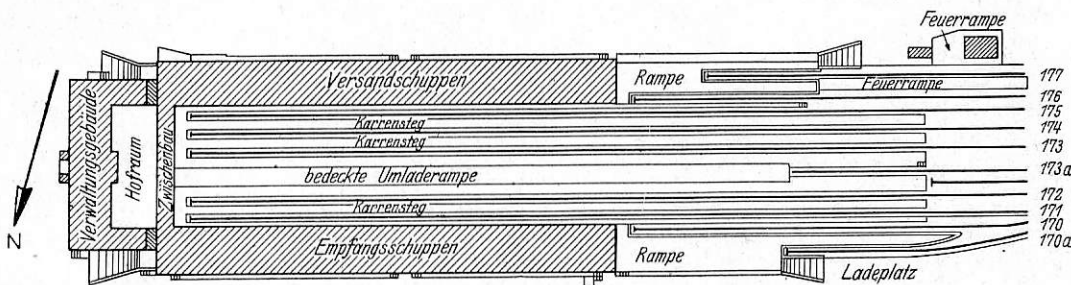 Feuerrampe
Versandschuppen
Rampe
Feuerrampe
177
176
175
174
173
173a
172
171
170
170a
Karrensteg
Karrensteg
bedeckte Umladerampe
Karrensteg
Verwaltungsgebäude
Hofraum
Zwischenbau
N
Empfangsschuppen
Rampe
Ladeplatz